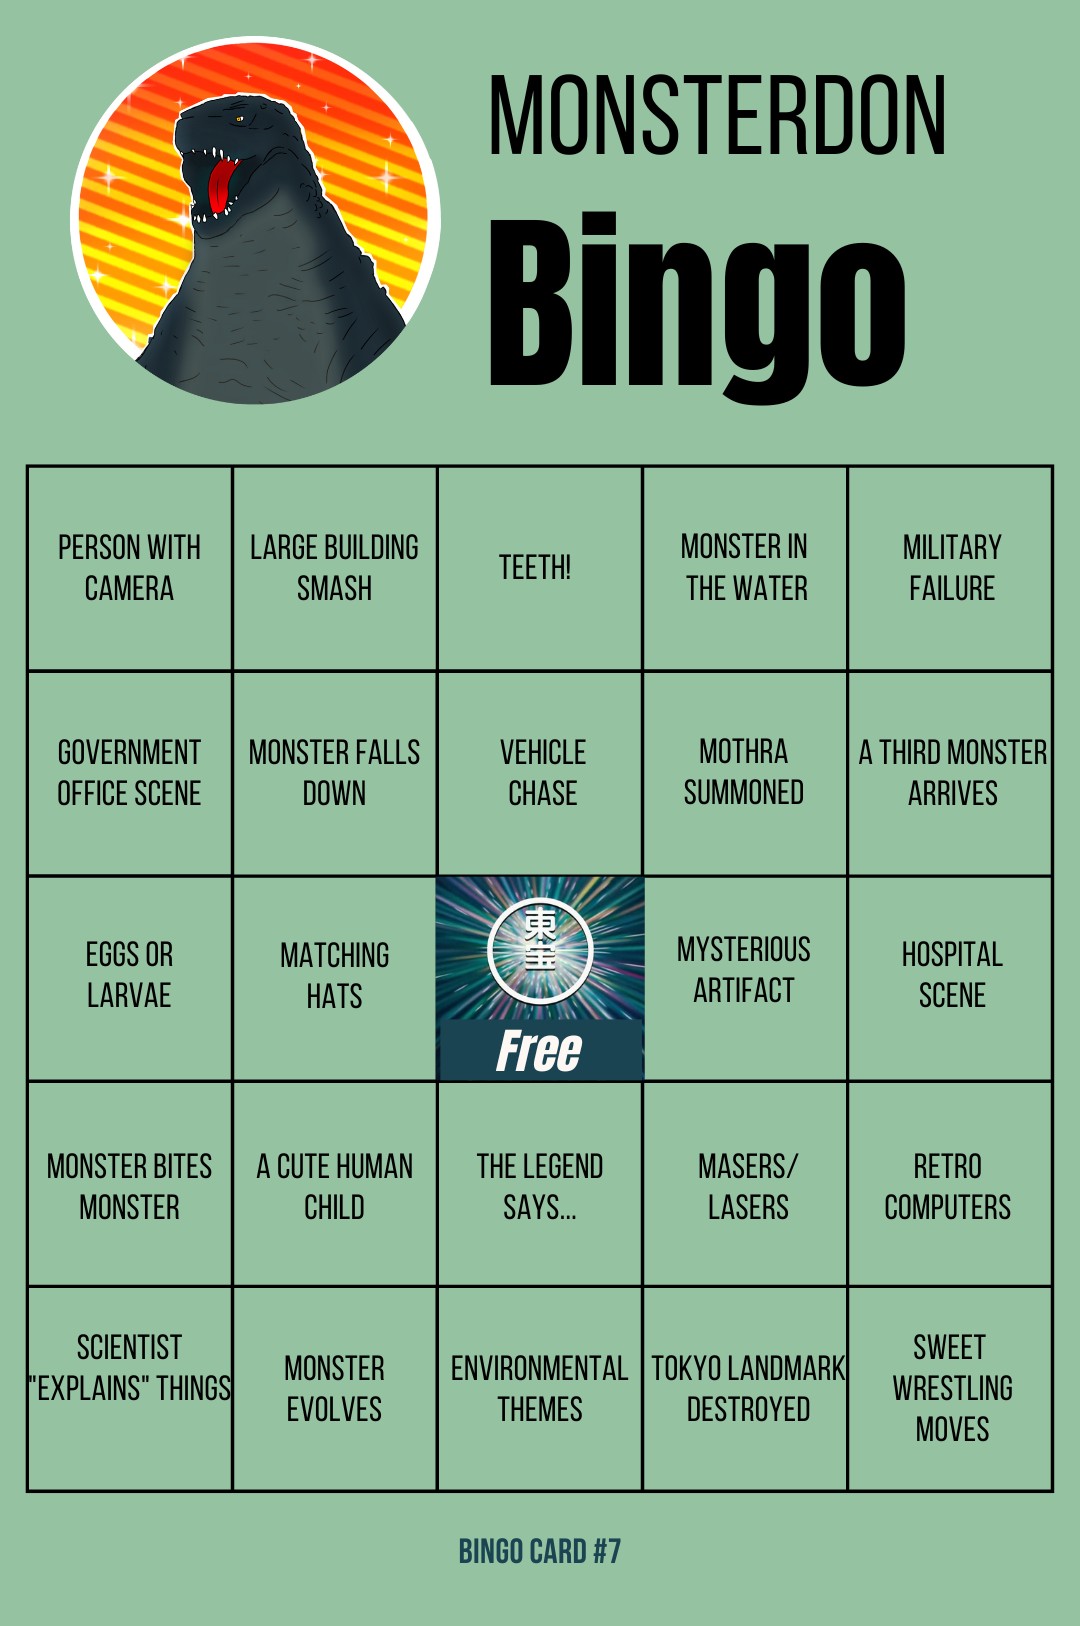 MONSTERDON
Bingo
PERSON WITH
CAMERA
LARGE BUILDING
SMASH
TEETH!
MONSTER IN
THE WATER
MILITARY
FAILURE
GOVERNMENT
OFFICE SCENE
MONSTER FALLS
DOWN
VEHICLE
CHASE
MOTHRA
SUMMONED
A THIRD MONSTER
ARRIVES
EGGS OR
LARVAE
MATCHING
HATS
東
宝
Free
MYSTERIOUS
ARTIFACT
HOSPITAL
SCENE
MONSTER BITES
MONSTER
A CUTE HUMAN
CHILD
THE LEGEND
SAYS...
MASERS/
LASERS
RETRO
COMPUTERS
SCIENTIST
"EXPLAINS" THINGS
MONSTER
EVOLVES
ENVIRONMENTAL
THEMES
TOKYO LANDMARK
DESTROYED
SWEET
WRESTLING
MOVES
BINGO CARD #7